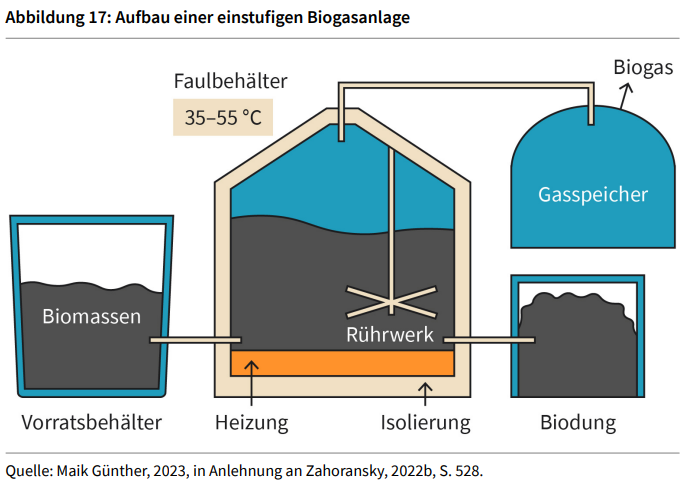 Abbildung 17: Aufbau einer einstufigen Biogasanlage
Biogas
Faulbehälter
35–55 °C
Gasspeicher
Biomassen
Rührwerk
Vorratsbehälter
Heizung
Isolierung
Biodung
Quelle: Maik Günther, 2023, in Anlehnung an Zahoransky, 2022b, S. 528.